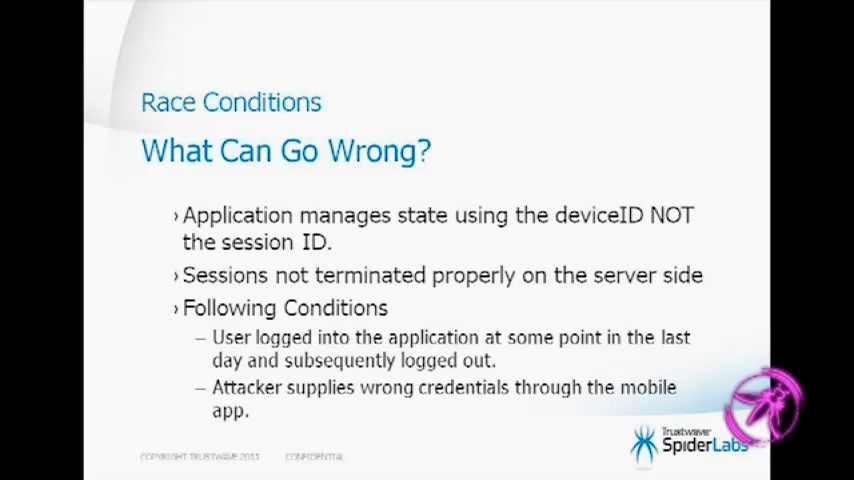 Race Conditions
What Can Go Wrong?
› Application manages state using the deviceID NOT
the session ID.
› Sessions not terminated properly on the server side
› Following Conditions
– User logged into the application at some point in the last
day and subsequently logged out.
– Attacker supplies wrong credentials through the mobile
app.
Trustwave
SpiderLabs
COPYRIGHT TRUSTWAVE 2011 CONFIDENTIAL